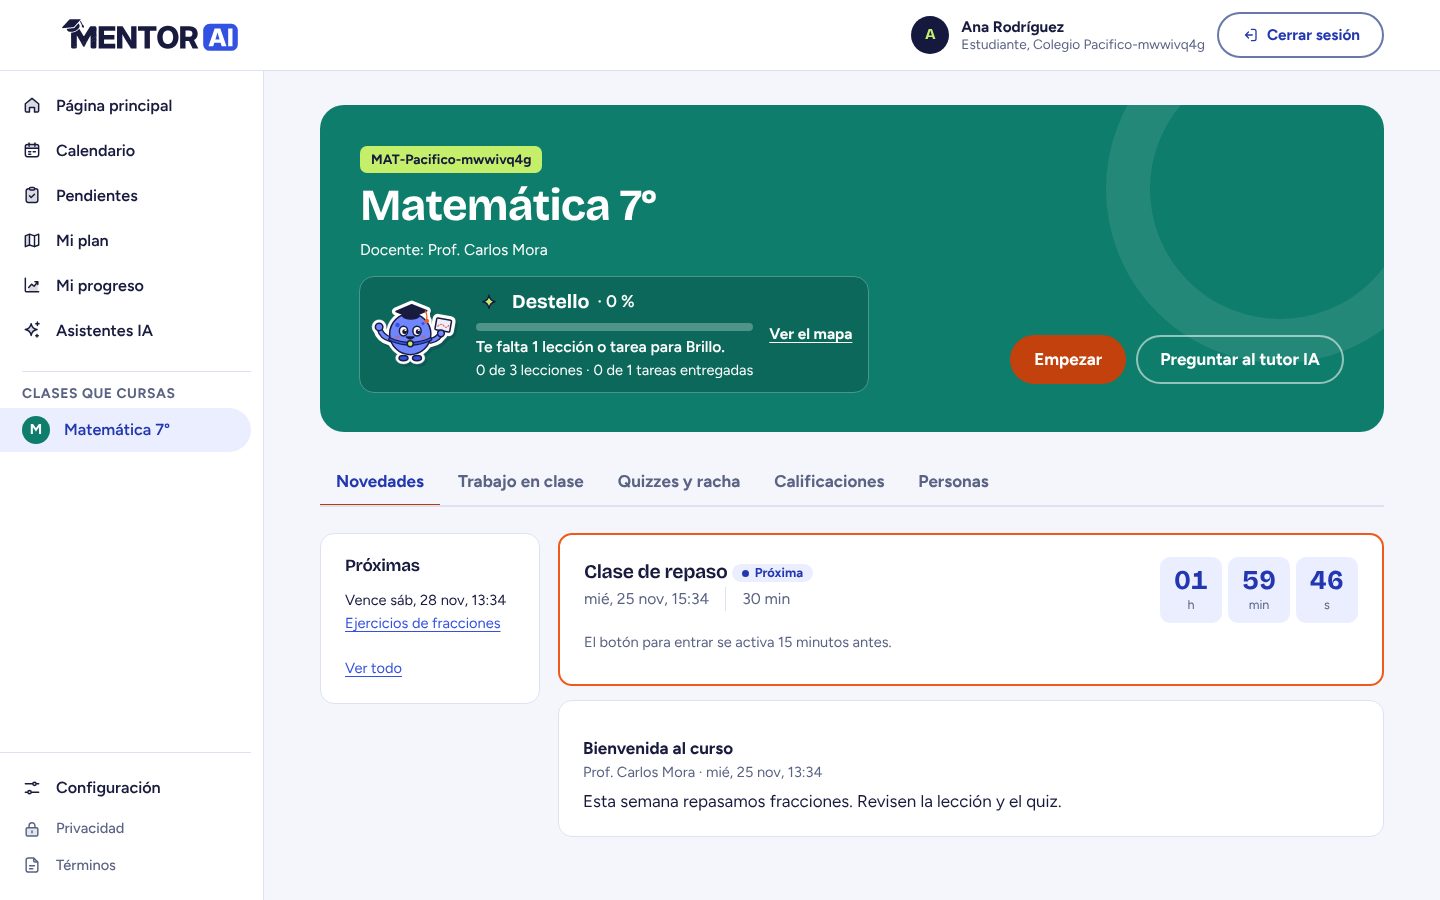 MENTOR AI
A
Ana Rodríguez
Estudiante, Colegio Pacifico-mwwivq4g
Cerrar sesión
Página principal
Calendario
Pendientes
Mi plan
Mi progreso
Asistentes IA
CLASES QUE CURSAS
M
Matemática 7°
Configuración
Privacidad
Términos
MAT-Pacifico-mwwivq4g
Matemática 7°
Docente: Prof. Carlos Mora
Destello · 0 %
Te falta 1 lección o tarea para Brillo.
0 de 3 lecciones · 0 de 1 tareas entregadas
Ver el mapa
Empezar
Preguntar al tutor IA
Novedades
Trabajo en clase
Quizzes y racha
Calificaciones
Personas
Próximas
Vence sáb, 28 nov, 13:34
Ejercicios de fracciones
Ver todo
Clase de repaso
Próxima
mié, 25 nov, 15:34
30 min
El botón para entrar se activa 15 minutos antes.
01 59 46
h min s
Bienvenida al curso
Prof. Carlos Mora · mié, 25 nov, 13:34
Esta semana repasamos fracciones. Revisen la lección y el quiz.